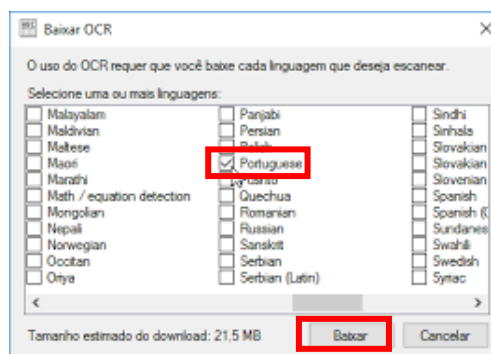 Baixar OCR
O uso do OCR requer que você baixe cada linguagem que deseja escanear.
Selecione uma ou mais linguagens:
Malayalam
Maldivian
Maltese
Maori
Marathi
Math / equation detection
Mongolian
Nepali
Norwegian
Occitan
Oriya
Panjabi
Persian
Portuguese
Quechua
Romanian
Russian
Sanskrit
Serbian
Serbian (Latin)
Sindhi
Sinhala
Slovakian
Slovakian
Slovenian
Spanish
Spanish (
Sundanes
Swahili
Swedish
Syriac
Tamanho estimado do download: 21,5 MB
Baixar
Cancelar